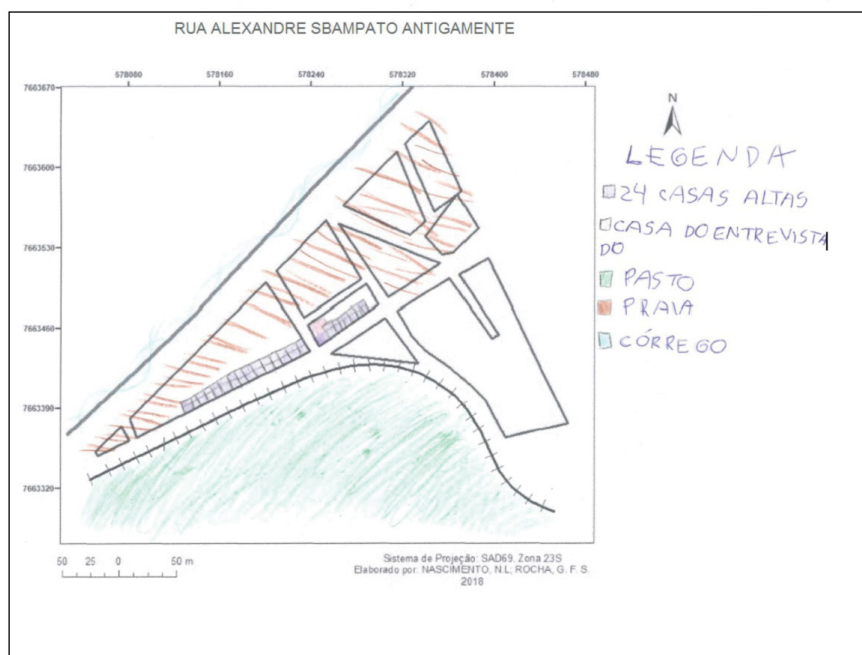 RUA ALEXANDRE SBAMPATO ANTIGAMENTE
578080 578160 578240 578320 578400 578480
7663670
7663600
7663530
7663460
7663390
7663320
N
LEGENDA
24 CASAS ALTAS
CASA DO ENTREVISTA
DO
PASTO
PRAIA
CÓRREGO
50 25 0 50 m
Sistema de Projeção: SAD69, Zona 23S
Elaborado por: NASCIMENTO, N.L; ROCHA, G. F. S.
2018